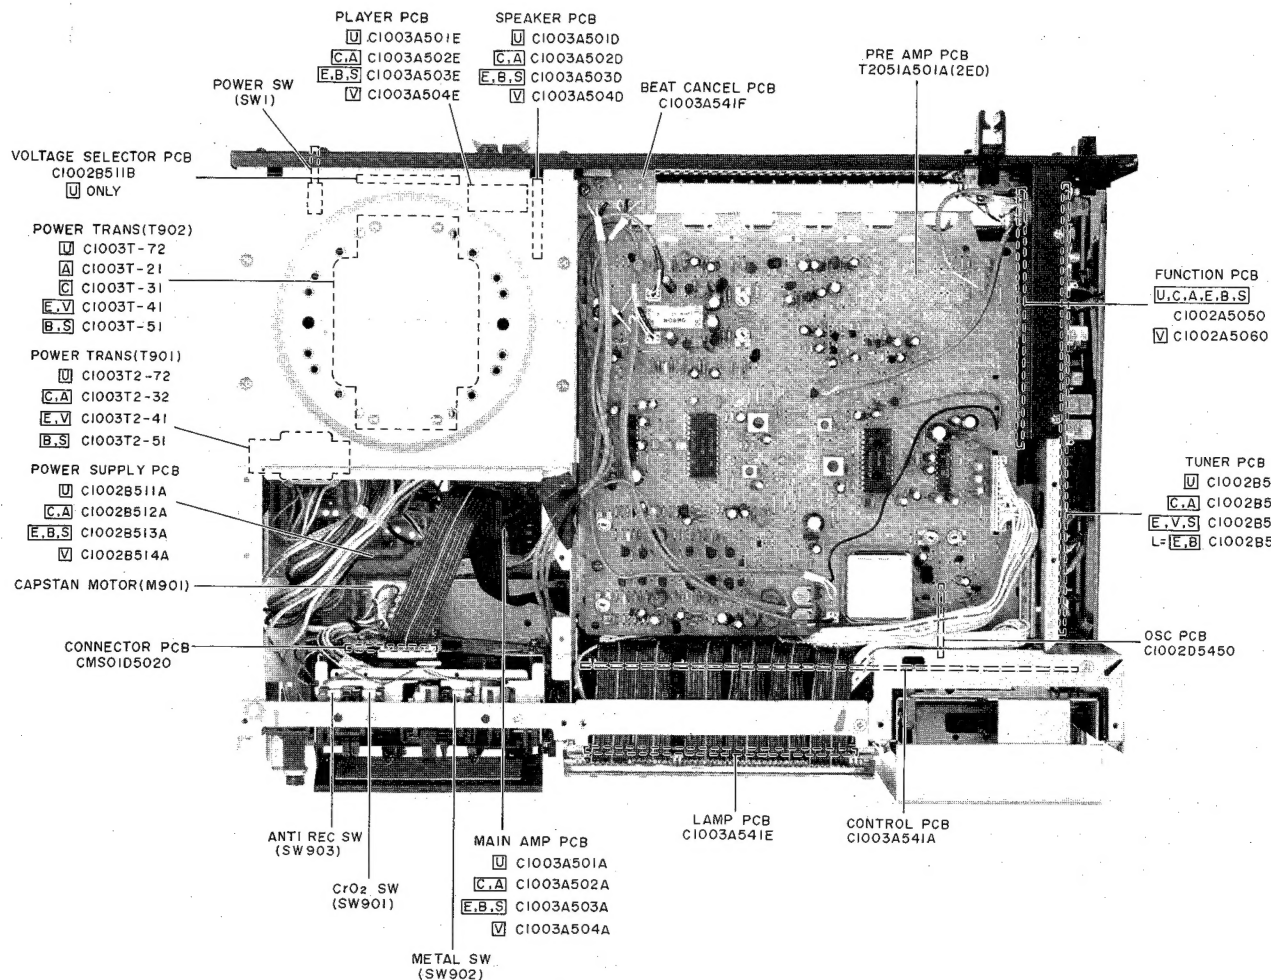 PLAYER PCB
U C1003A501E
C,A C1003A502E
E,B,S C1003A503E
V C1003A504E
SPEAKER PCB
U C1003A501D
C,A C1003A502D
E,B,S C1003A503D
V C1003A504D
POWER SW
(SW1)
BEAT CANCEL PCB
C1003A541F
PRE AMP PCB
T2051A501A(2ED)
VOLTAGE SELECTOR PCB
C1002B511B
U ONLY
POWER TRANS(T902)
U C1003T-72
A C1003T-21
C C1003T-31
E,V C1003T-41
B,S C1003T-51
POWER TRANS(T901)
U C1003T2-72
C,A C1003T2-32
E,V C1003T2-41
B,S C1003T2-51
POWER SUPPLY PCB
U C1002B511A
C,A C1002B512A
E,B,S C1002B513A
V C1002B514A
CAPSTAN MOTOR(M901)
CONNECTOR PCB
CMS01D5020
FUNCTION PCB
U,C,A,E,B,S
C1002A5050
V C1002A5060
TUNER PCB
U C1002B5
C,A C1002B5
E,V,S C1002B5
L=E,B C1002B5
OSC PCB
C1002D5450
ANTI REC SW
(SW903)
CrO2 SW
(SW901)
METAL SW
(SW902)
MAIN AMP PCB
U C1003A501A
C,A C1003A502A
E,B,S C1003A503A
V C1003A504A
LAMP PCB
C1003A541E
CONTROL PCB
C1003A541A